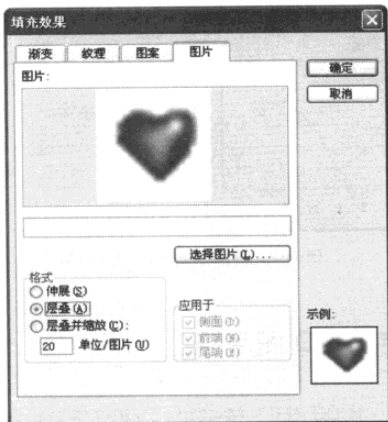 填充效果
渐变 纹理 图案 图片
图片:
确定
取消
选择图片(L)...
格式
伸展(S)
层叠(A)
层叠并缩放(C):
20 单位/图片(U)
应用于
侧面(D)
前端(N)
尾端(E)
示例: